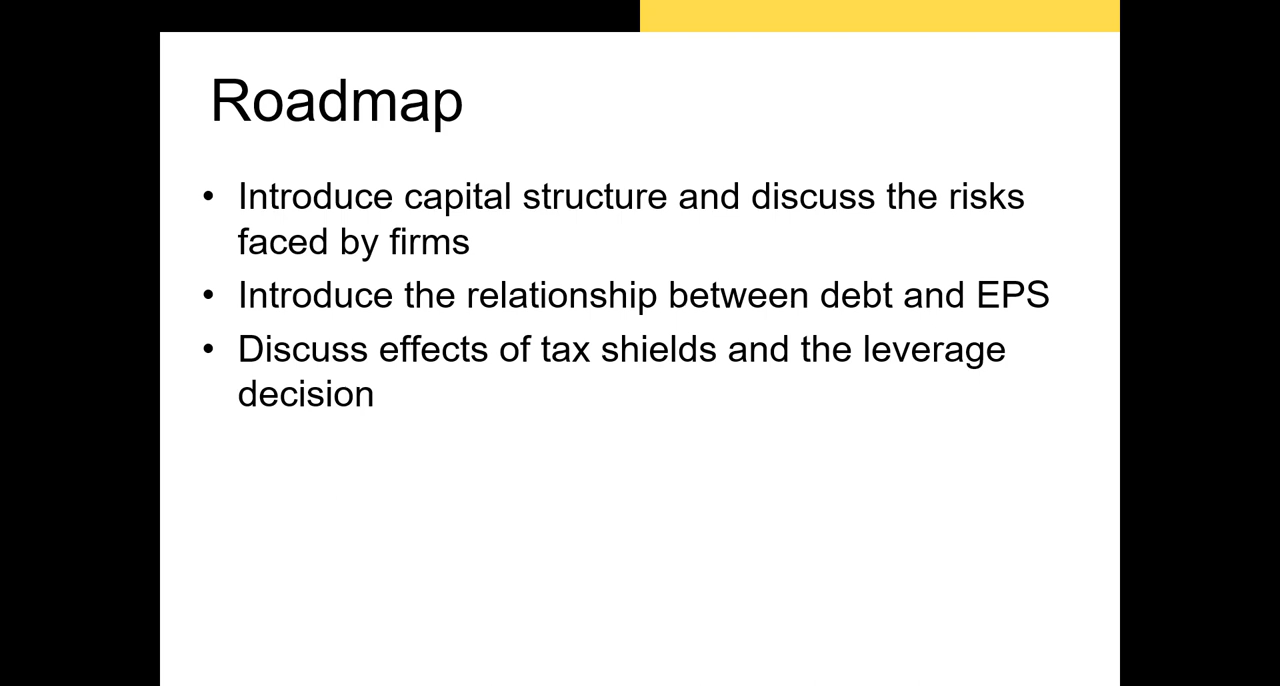 Roadmap
• Introduce capital structure and discuss the risks
faced by firms
• Introduce the relationship between debt and EPS
• Discuss effects of tax shields and the leverage
decision